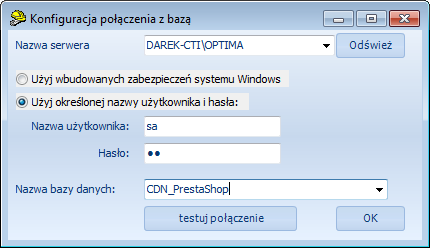 Konfiguracja połączenia z bazą
Nazwa serwera DAREK-CTI\OPTIMA Odśwież
Użyj wbudowanych zabezpieczeń systemu Windows
Użyj określonej nazwy użytkownika i hasła:
Nazwa użytkownika: sa
Hasło: ●●
Nazwa bazy danych: CDN_PrestaShop
testuj połączenie OK